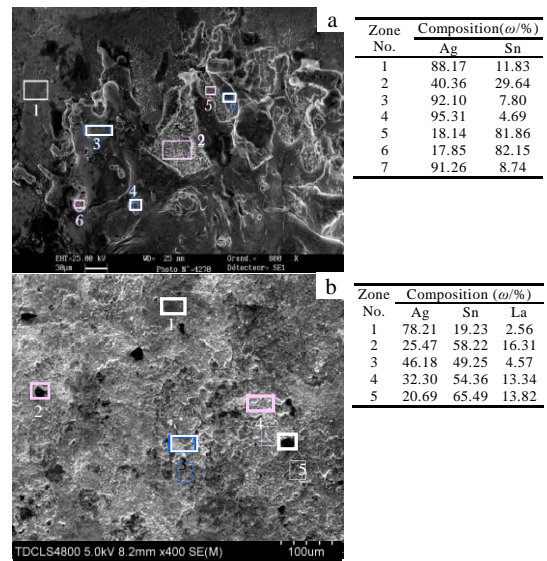 a
1
2
3
4
5
6
7
EHT=25.00 kV WD= 25 mm Grand.= 800 X
30μm Photo N°=4270 Détecteur= SE1
Zone No. Composition(ω/%)
Ag Sn
1 88.17 11.83
2 40.36 29.64
3 92.10 7.80
4 95.31 4.69
5 18.14 81.86
6 17.85 82.15
7 91.26 8.74
b
1
2
4
5
TDCLS4800 5.0kV 8.2mm x400 SE(M) 100um
Zone No. Composition (ω/%)
Ag Sn La
1 78.21 19.23 2.56
2 25.47 58.22 16.31
3 46.18 49.25 4.57
4 32.30 54.36 13.34
5 20.69 65.49 13.82